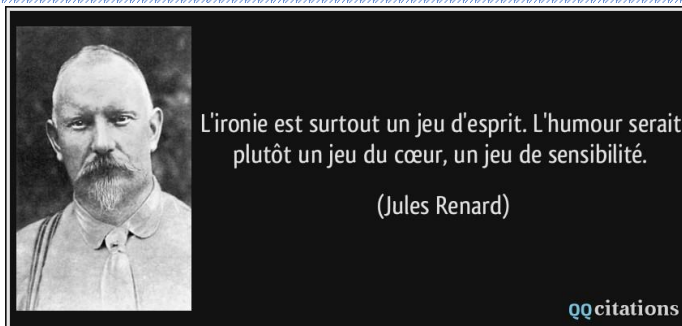 L'ironie est surtout un jeu d'esprit. L'humour serait
plutôt un jeu du cœur, un jeu de sensibilité.
(Jules Renard)
QQcitations